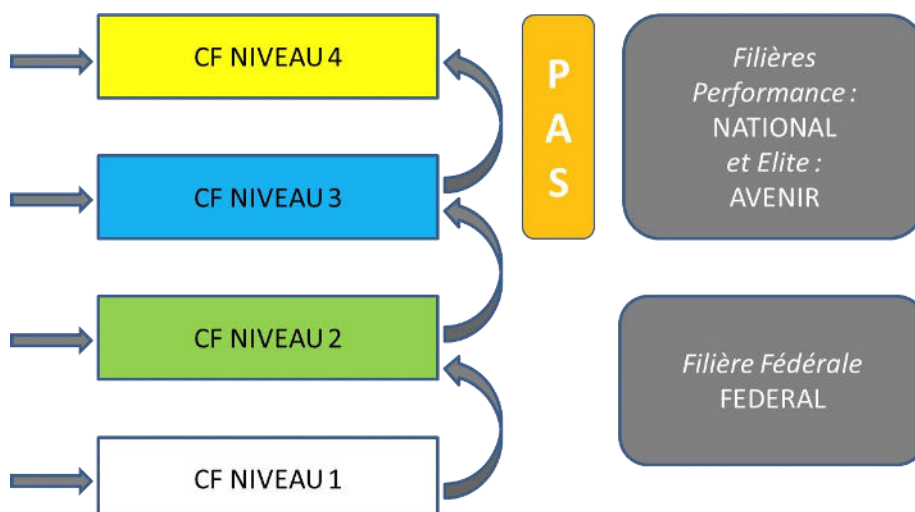 CF NIVEAU 4
CF NIVEAU 3
CF NIVEAU 2
CF NIVEAU 1
P
A
S
Filières
Performance :
NATIONAL
et Elite :
AVENIR
Filière Fédérale
FEDERAL